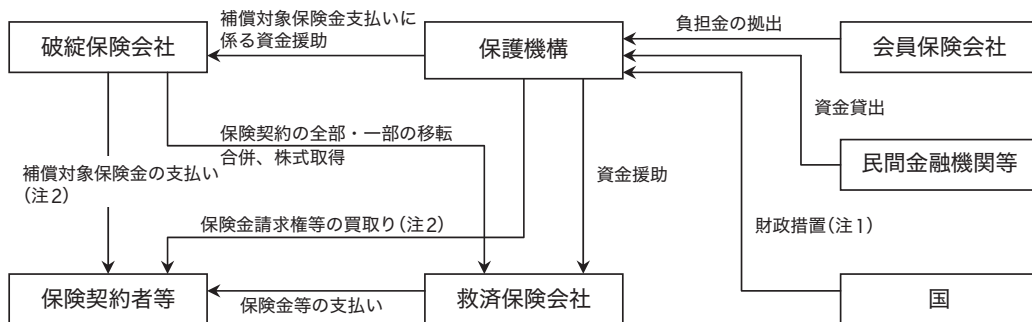 補償対象保険金支払いに
係る資金援助
負担金の拠出
破綻保険会社
保護機構
会員保険会社
資金貸出
保険契約の全部・一部の移転
合併、株式取得
民間金融機関等
補償対象保険金の支払い
(注2)
資金援助
保険金請求権等の買取り(注2)
財政措置(注1)
保険契約者等
保険金等の支払い
救済保険会社
国